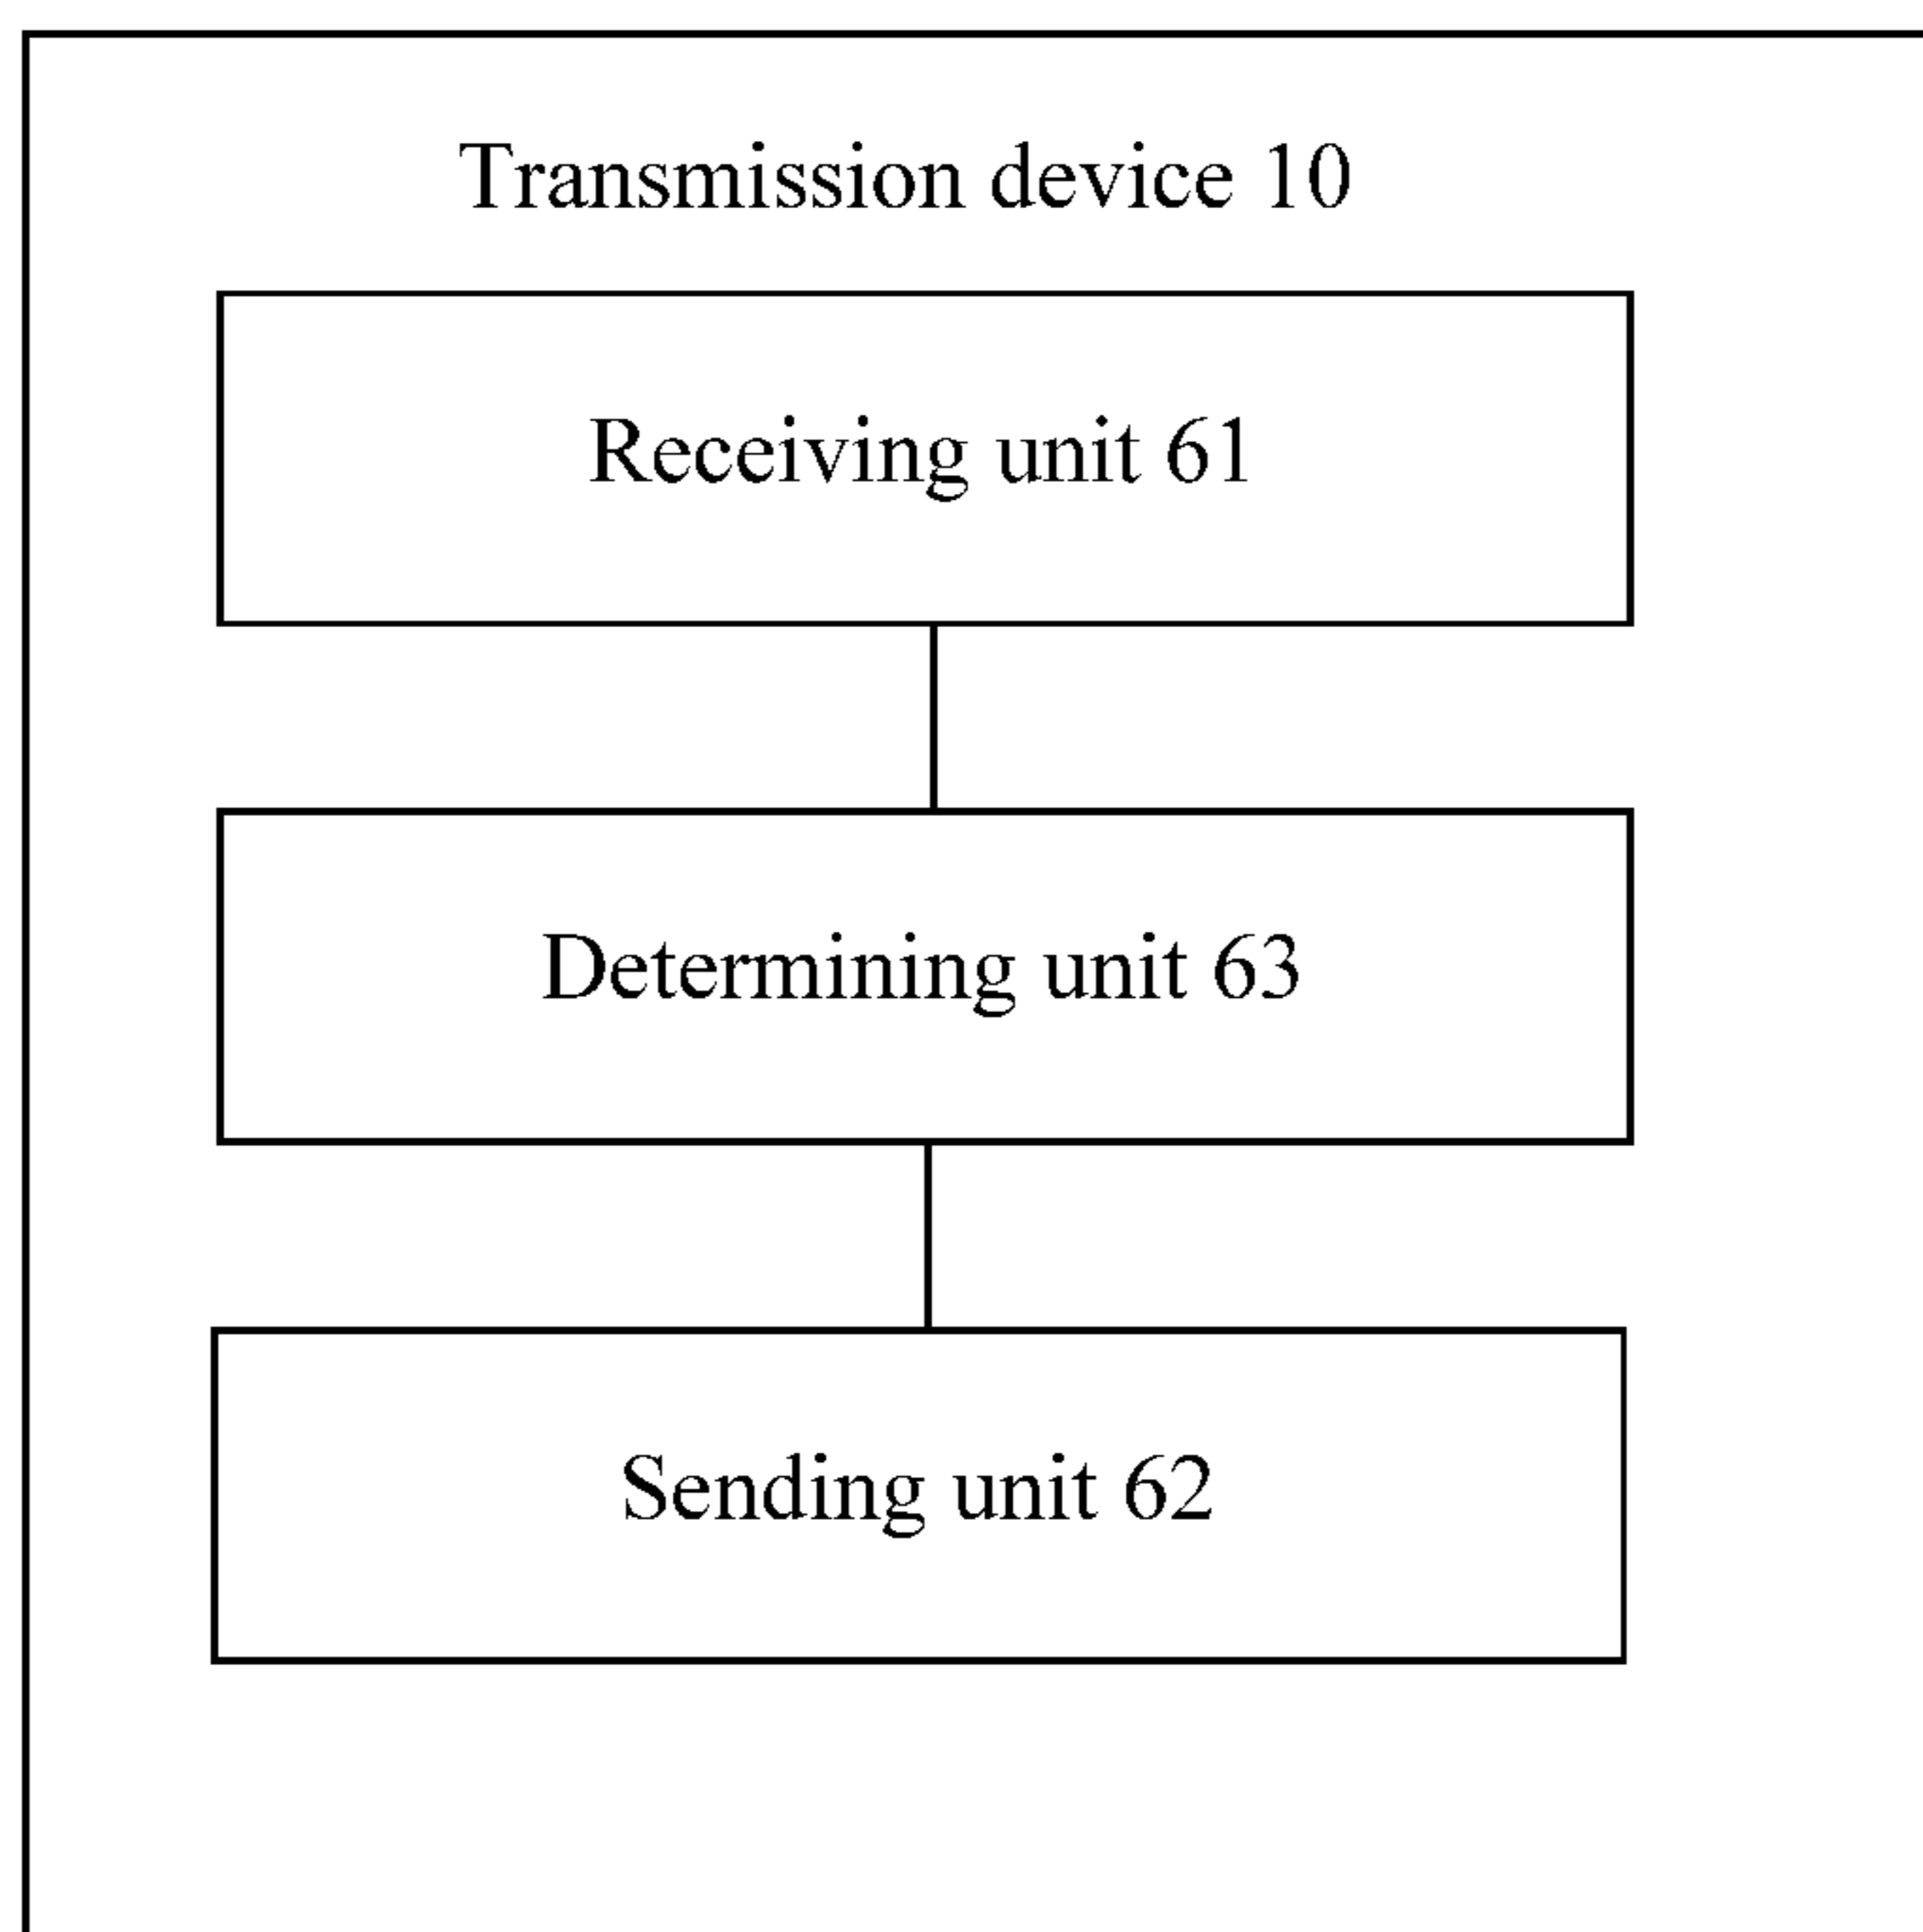 Transmission device 10
Receiving unit 61
Determining unit 63
Sending unit 62